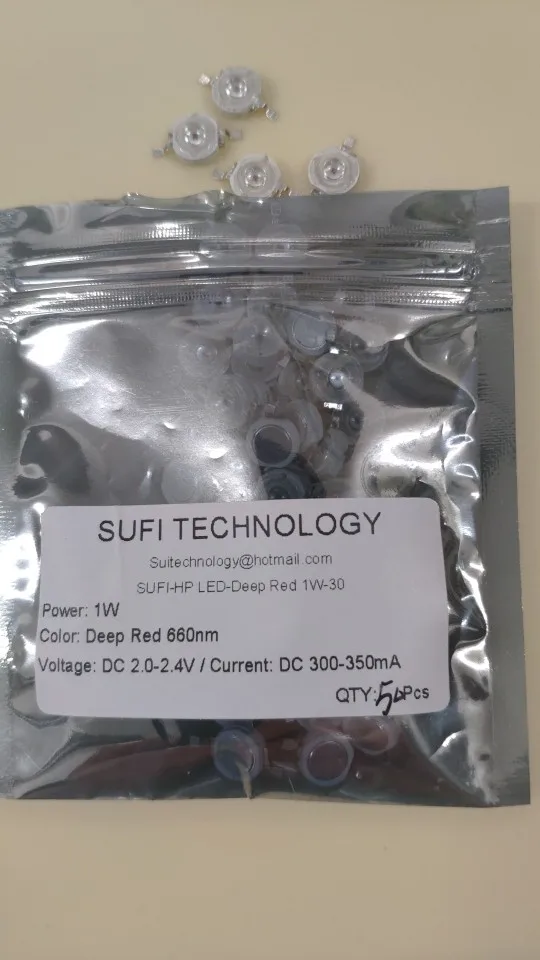 SUFI TECHNOLOGY
Suitechnology@hotmail.com
SUFI-HP LED-Deep Red 1W-30
Power: 1W
Color: Deep Red 660nm
Voltage: DC 2.0-2.4V / Current: DC 300-350mA
QTY:50Pcs